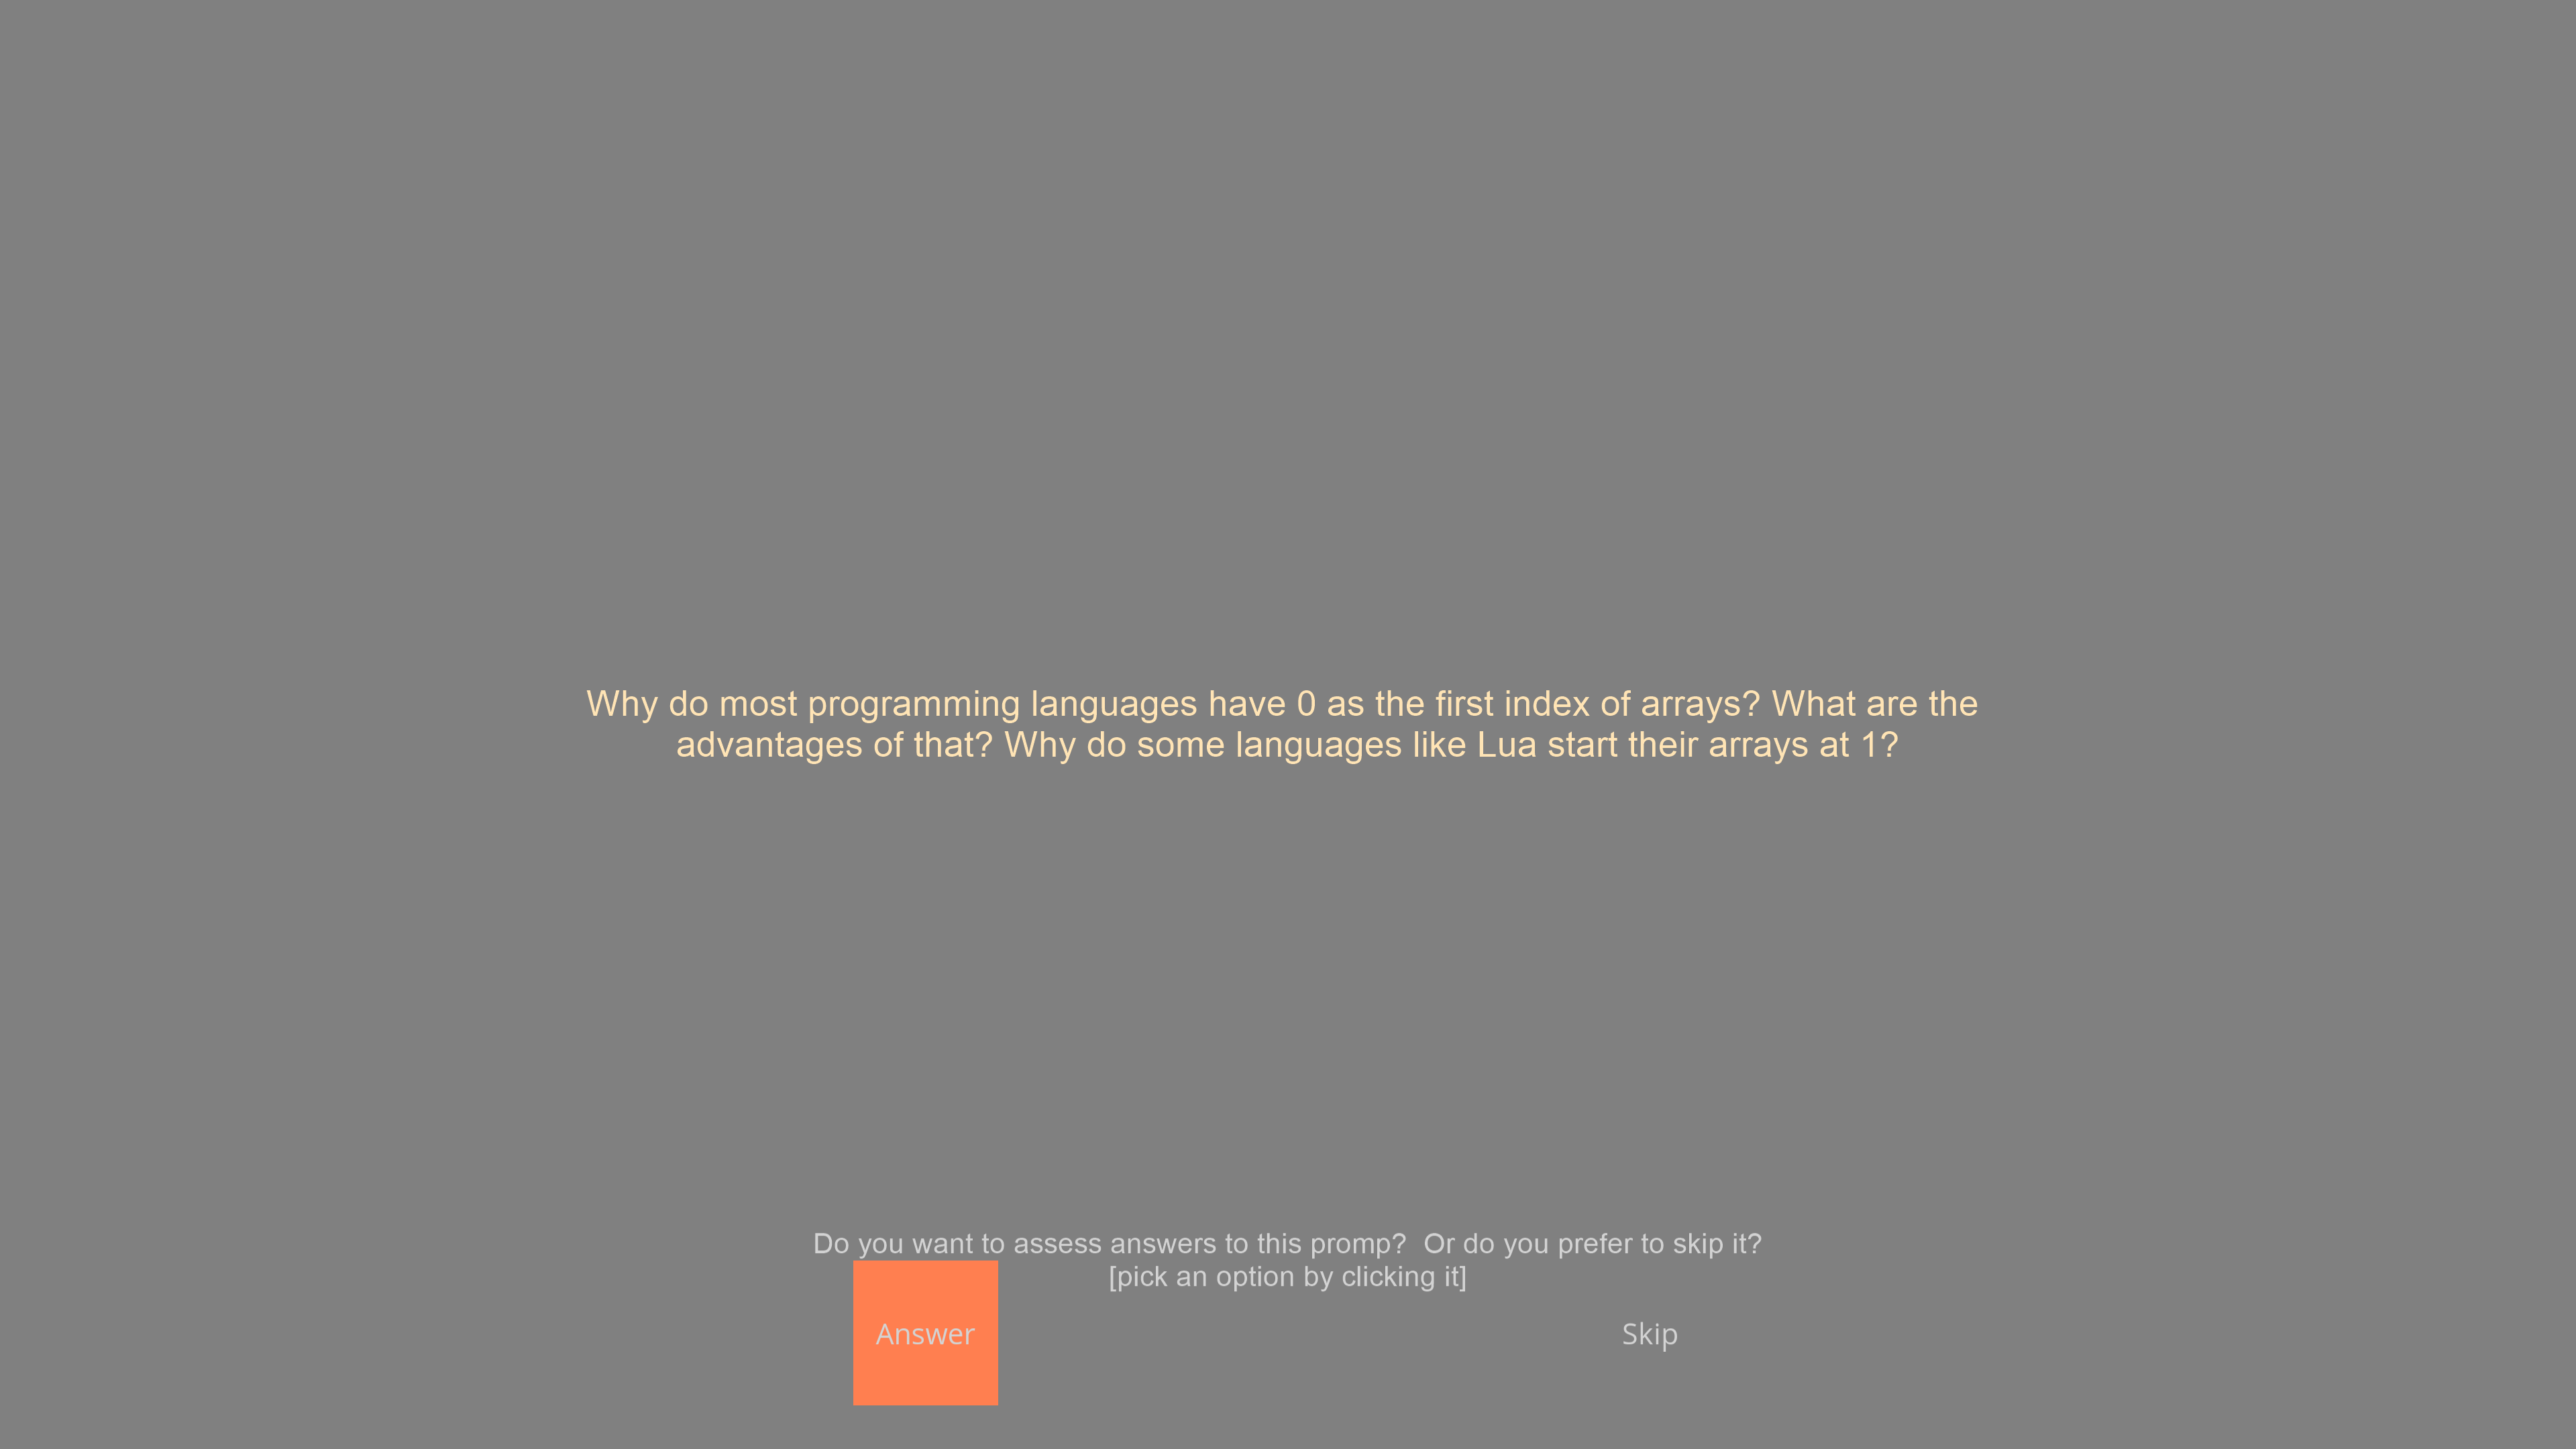 Why do most programming languages have 0 as the first index of arrays? What are the
advantages of that? Why do some languages like Lua start their arrays at 1?
Do you want to assess answers to this promp?  Or do you prefer to skip it?
[pick an option by clicking it]
Answer
Skip